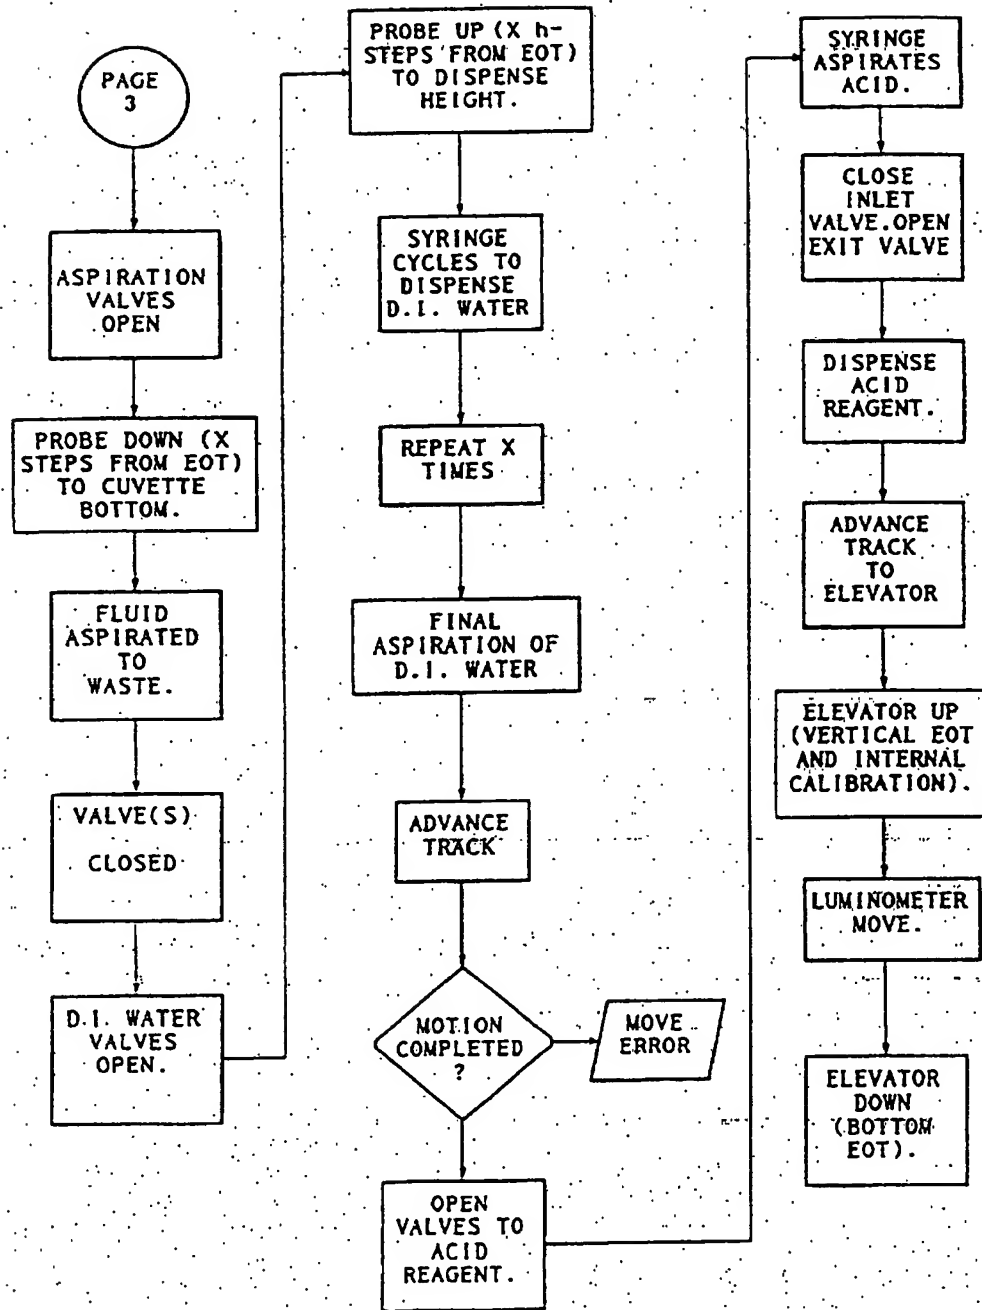 PAGE
3
ASPIRATION
VALVES
OPEN
PROBE DOWN (X
STEPS FROM EOT)
TO CUVETTE
BOTTOM.
FLUID
ASPIRATED
TO
WASTE.
VALVE(S)
CLOSED
D.I. WATER
VALVES
OPEN.
PROBE UP (X h-
STEPS FROM EOT)
TO DISPENSE
HEIGHT.
SYRINGE
CYCLES TO
DISPENSE
D.I. WATER
REPEAT X
TIMES
FINAL
ASPIRATION OF
D.I. WATER
ADVANCE
TRACK
MOTION
COMPLETED
?
MOVE
ERROR
OPEN
VALVES TO
ACID
REAGENT.
SYRINGE
ASPIRATES
ACID.
CLOSE
INLET
VALVE.OPEN
EXIT VALVE
DISPENSE
ACID
REAGENT.
ADVANCE
TRACK
TO
ELEVATOR
ELEVATOR UP
(VERTICAL EOT
AND INTERNAL
CALIBRATION).
LUMINOMETER
MOVE.
ELEVATOR
DOWN
(BOTTOM
EOT).